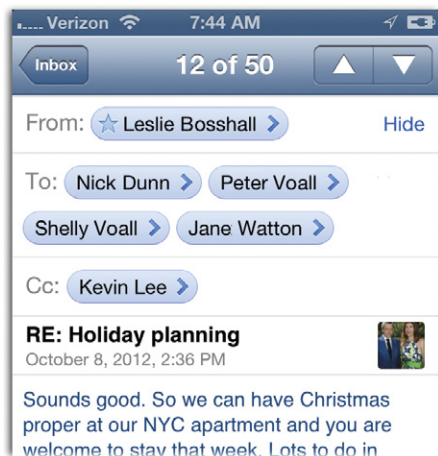 Verizon 7:44 AM
Inbox 12 of 50
From: Leslie Bosshall Hide
To: Nick Dunn Peter Voall
Shelly Voall Jane Watton
Cc: Kevin Lee
RE: Holiday planning
October 8, 2012, 2:36 PM
Sounds good. So we can have Christmas
proper at our NYC apartment and you are
welcome to stay that week. Lots to do in